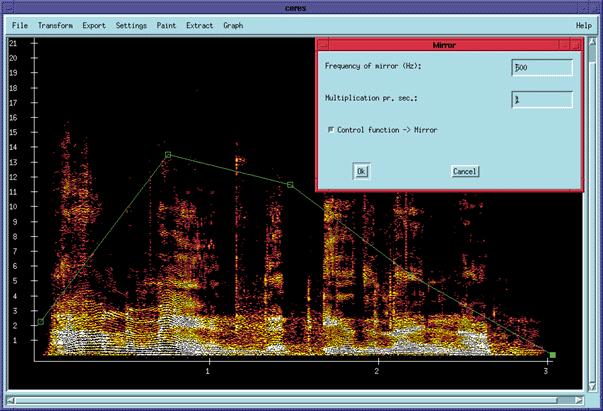 ceres
File Transform Export Settings Paint Extract Graph Help
Mirror
Frequency of mirror (Hz): 500
Multiplication pr. sec.:
Control function -> Mirror
Ok Cancel
21
20
19
18
17
16
15
14
13
12
11
10
9
8
7
6
5
4
3
2
1
1 2 3